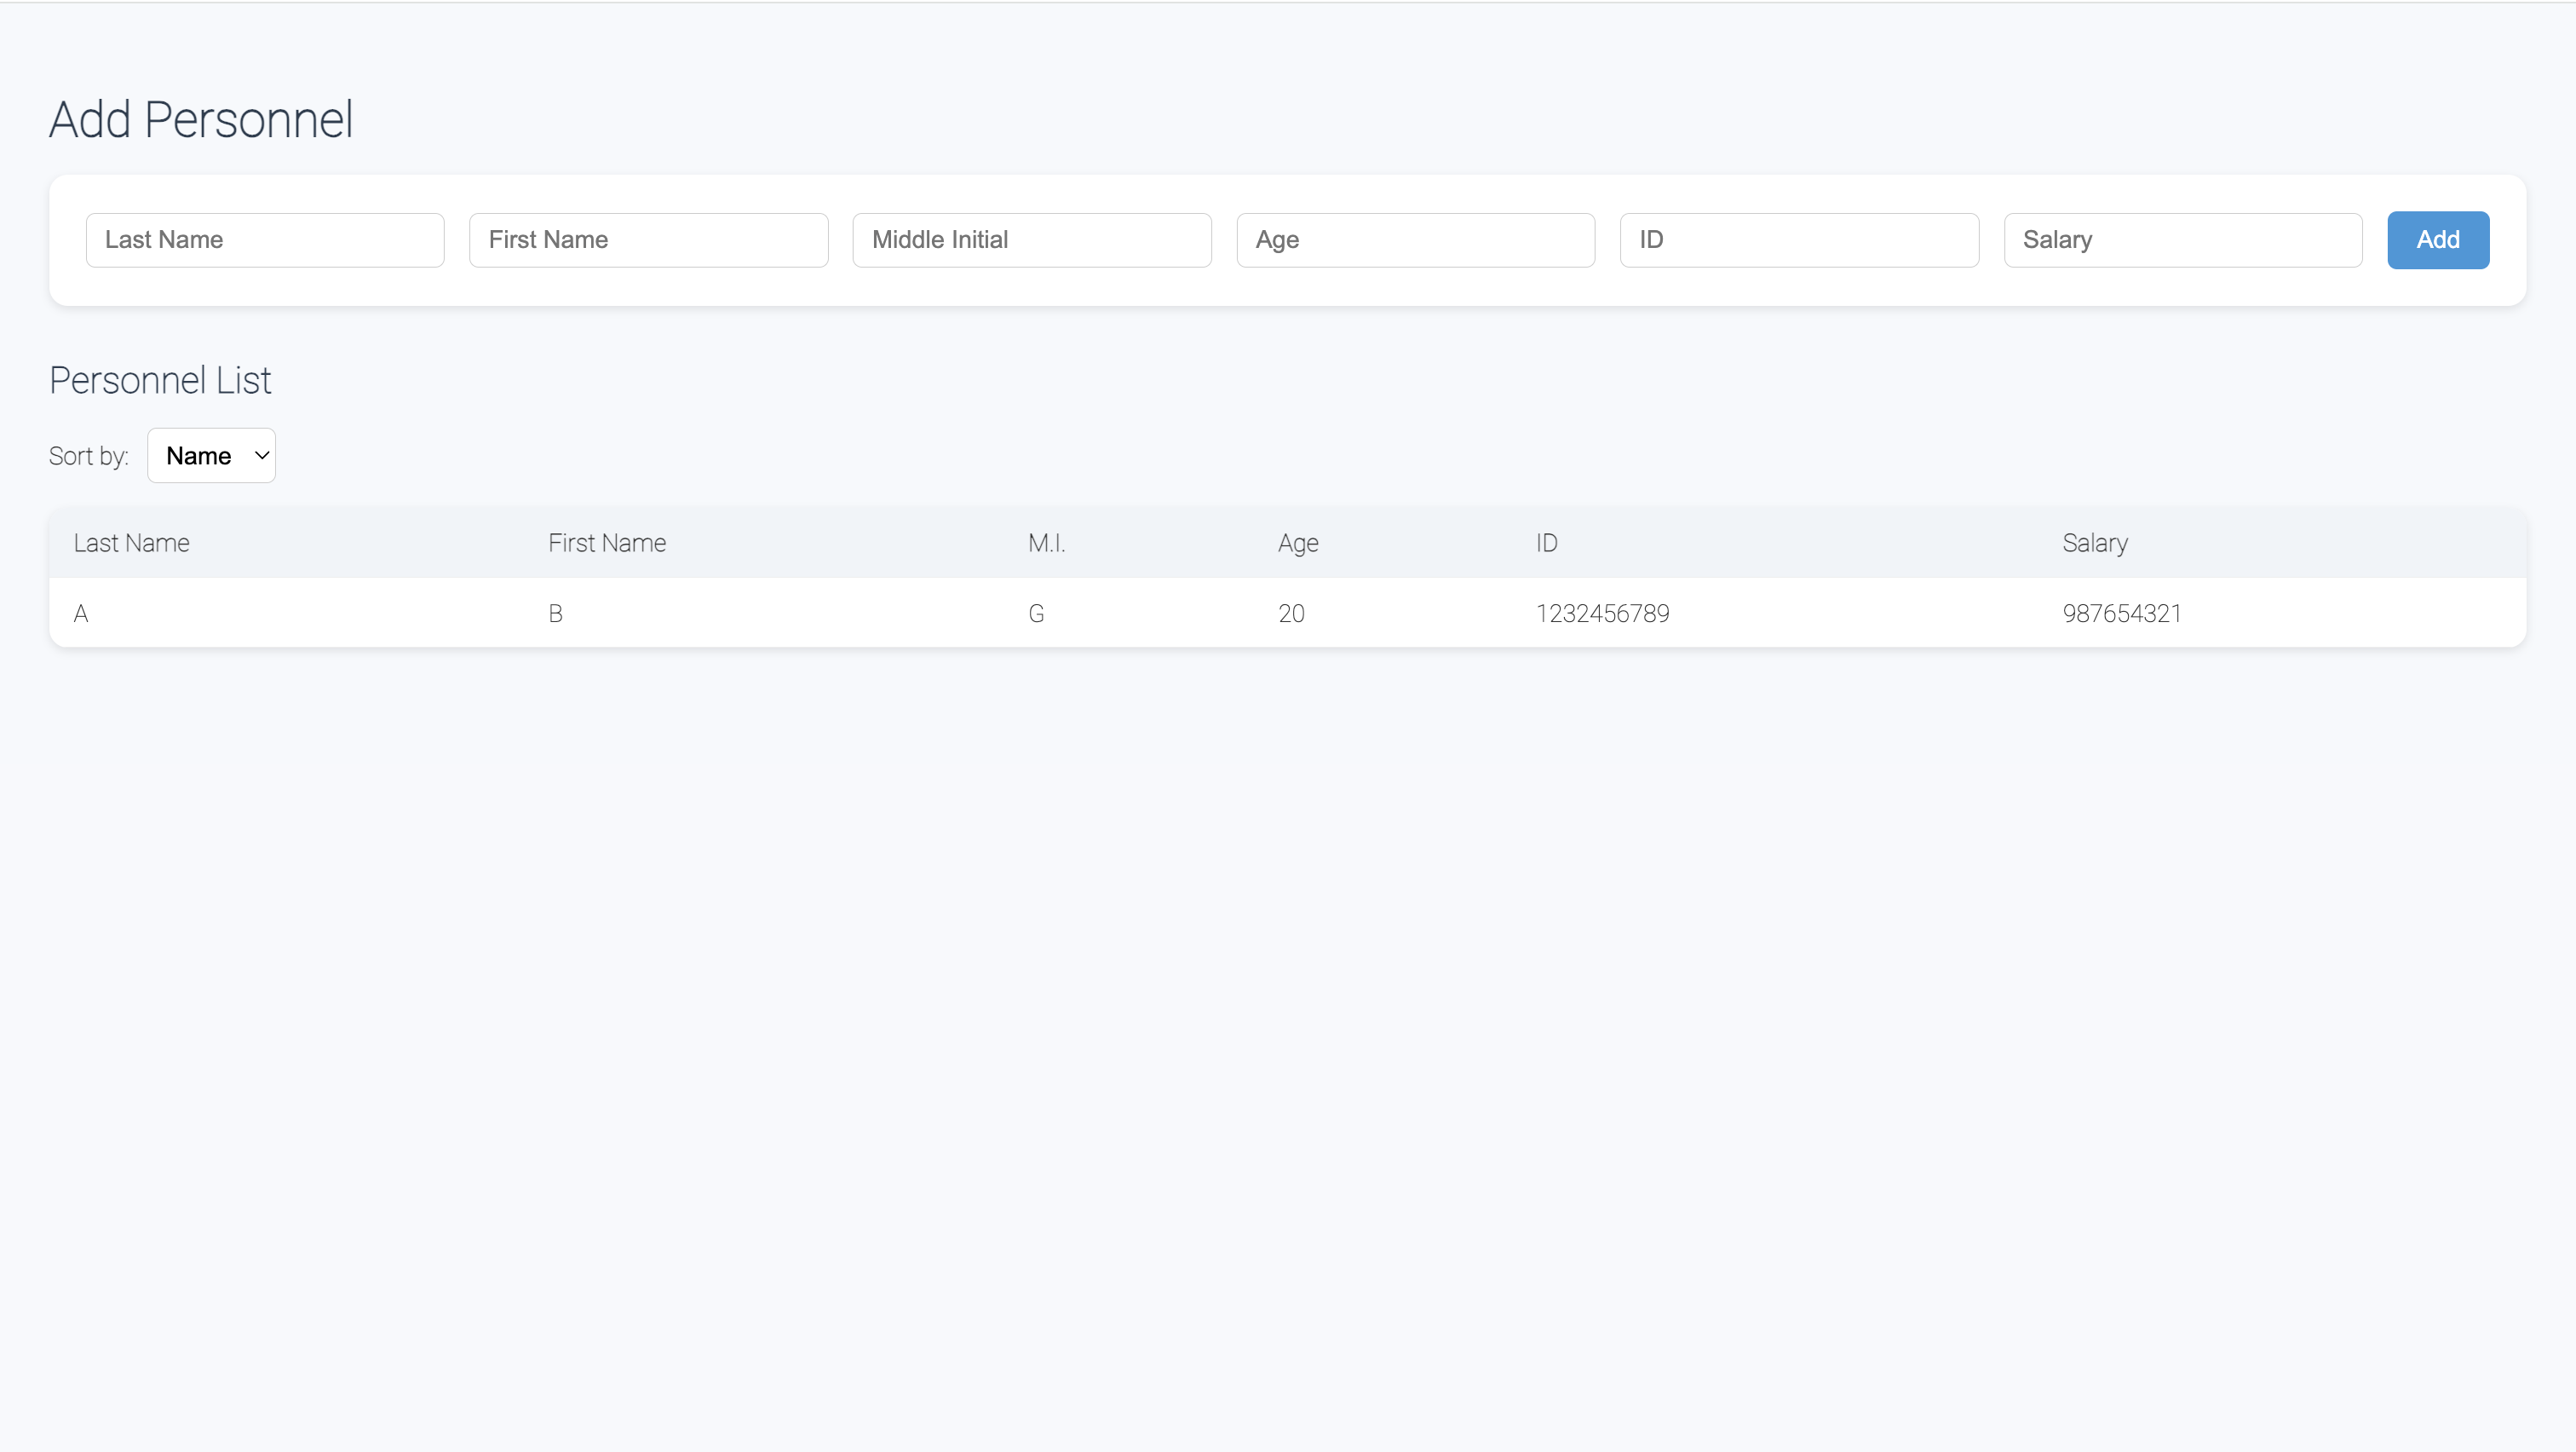 Add Personnel
Last Name First Name Middle Initial Age ID Salary Add
Personnel List
Sort by: Name
Last Name First Name M.I. Age ID Salary
A B G 20 1232456789 987654321